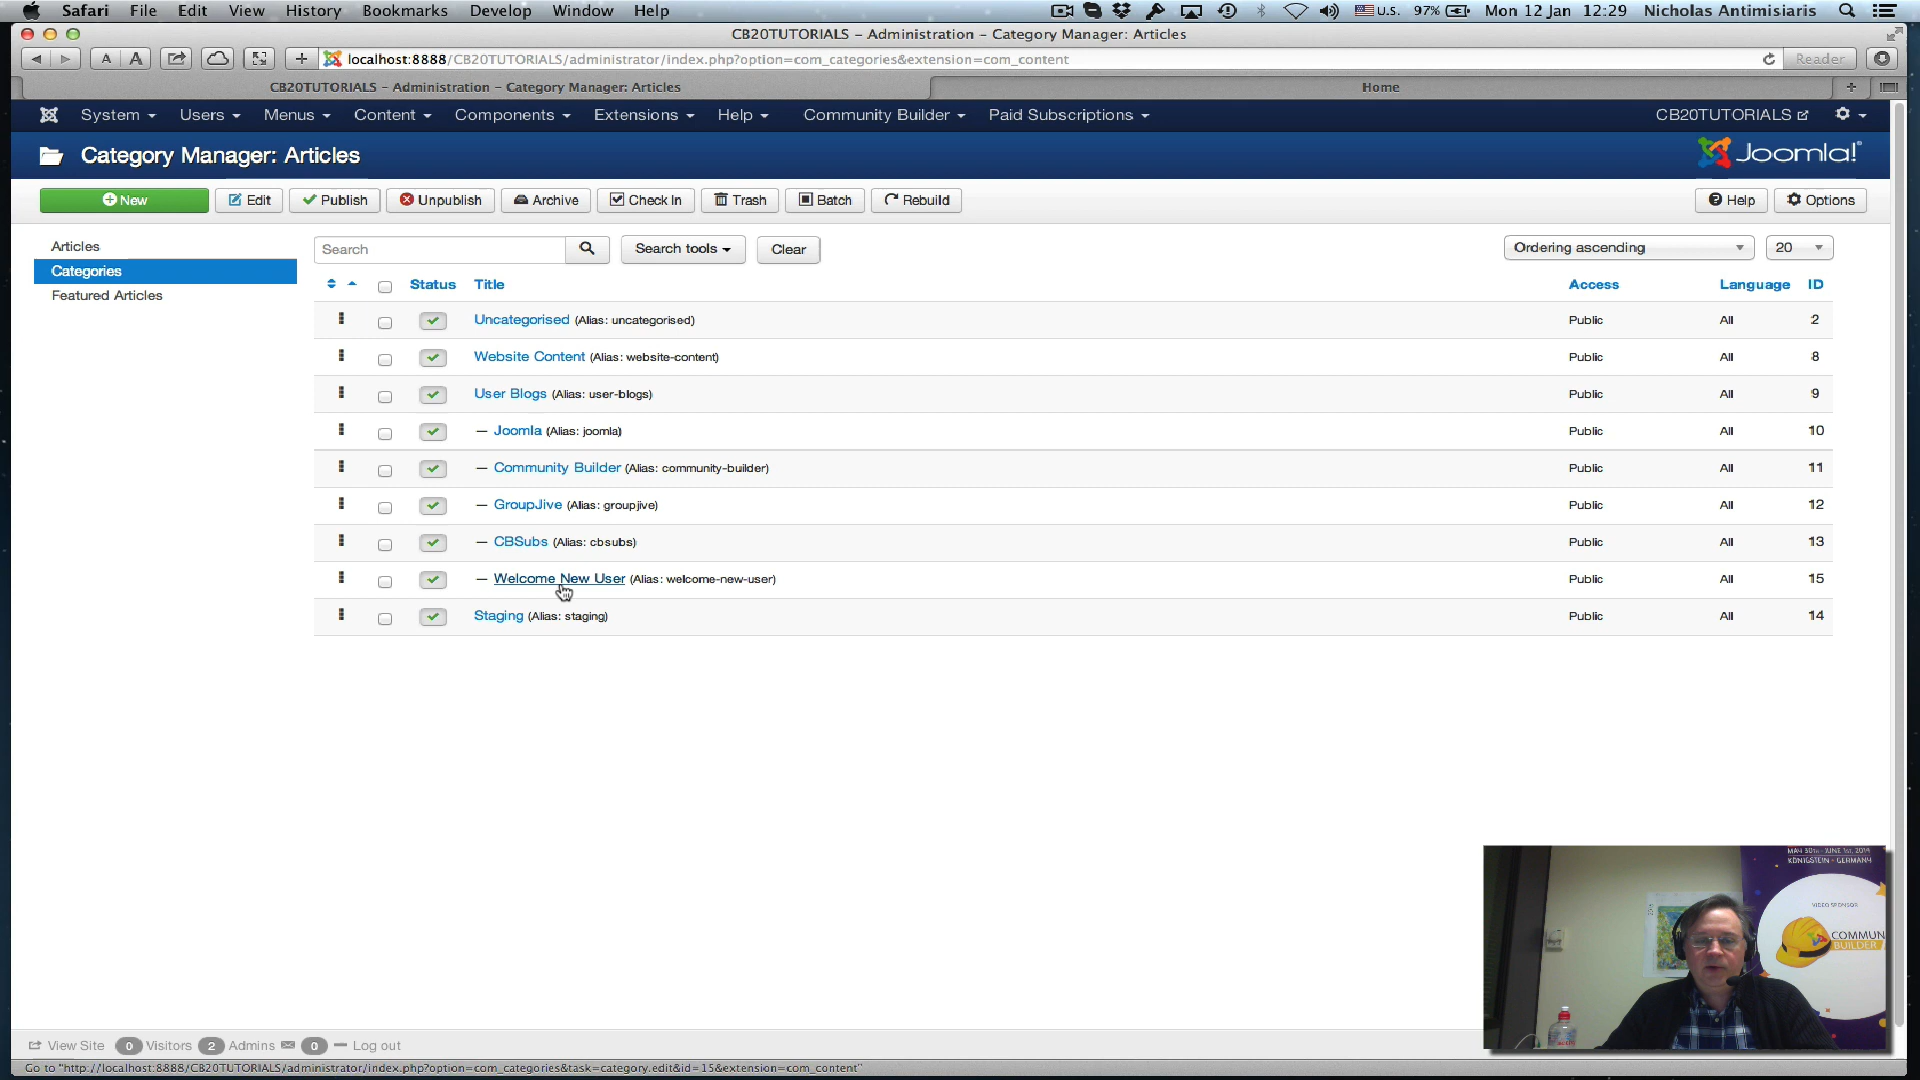 Safari File Edit View History Bookmarks Develop Window Help U.S. 97% Mon 12 Jan 12:29 Nicholas Antimisiaris
CB20TUTORIALS – Administration – Category Manager: Articles
A A + localhost:8888/CB20TUTORIALS/administrator/index.php?option=com_categories&extension=com_content Reader
CB20TUTORIALS – Administration – Category Manager: Articles Home +
System Users Menus Content Components Extensions Help Community Builder Paid Subscriptions CB20TUTORIALS
Category Manager: Articles Joomla!®
New Edit Publish Unpublish Archive Check In Trash Batch Rebuild Help Options
Articles
Categories
Featured Articles
Search Search tools Clear Ordering ascending 20
Status Title Access Language ID
Uncategorised (Alias: uncategorised) Public All 2
Website Content (Alias: website-content) Public All 8
User Blogs (Alias: user-blogs) Public All 9
— Joomla (Alias: joomla) Public All 10
— Community Builder (Alias: community-builder) Public All 11
— GroupJive (Alias: groupjive) Public All 12
— CBSubs (Alias: cbsubs) Public All 13
— Welcome New User (Alias: welcome-new-user) Public All 15
Staging (Alias: staging) Public All 14
MAY 30TH - JUNE 1ST, 2014
KÖNIGSTEIN - GERMANY
VIDEO SPONSOR
COMMUN
BUILDER
View Site 0 Visitors 2 Admins 0 Log out
Go to "http://localhost:8888/CB20TUTORIALS/administrator/index.php?option=com_categories&task=category.edit&id=15&extension=com_content"